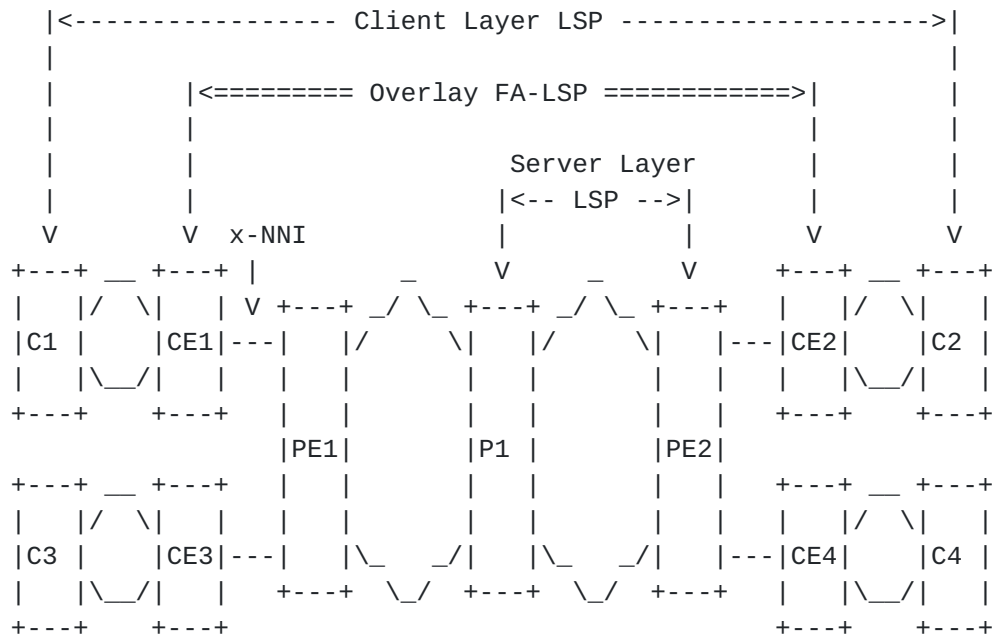 Client Layer LSP
Overlay FA-LSP
Server Layer
LSP
V V x-NNI V V
V V
V
C1 CE1 CE2 C2
PE1 P1 PE2
C3 CE3 CE4 C4